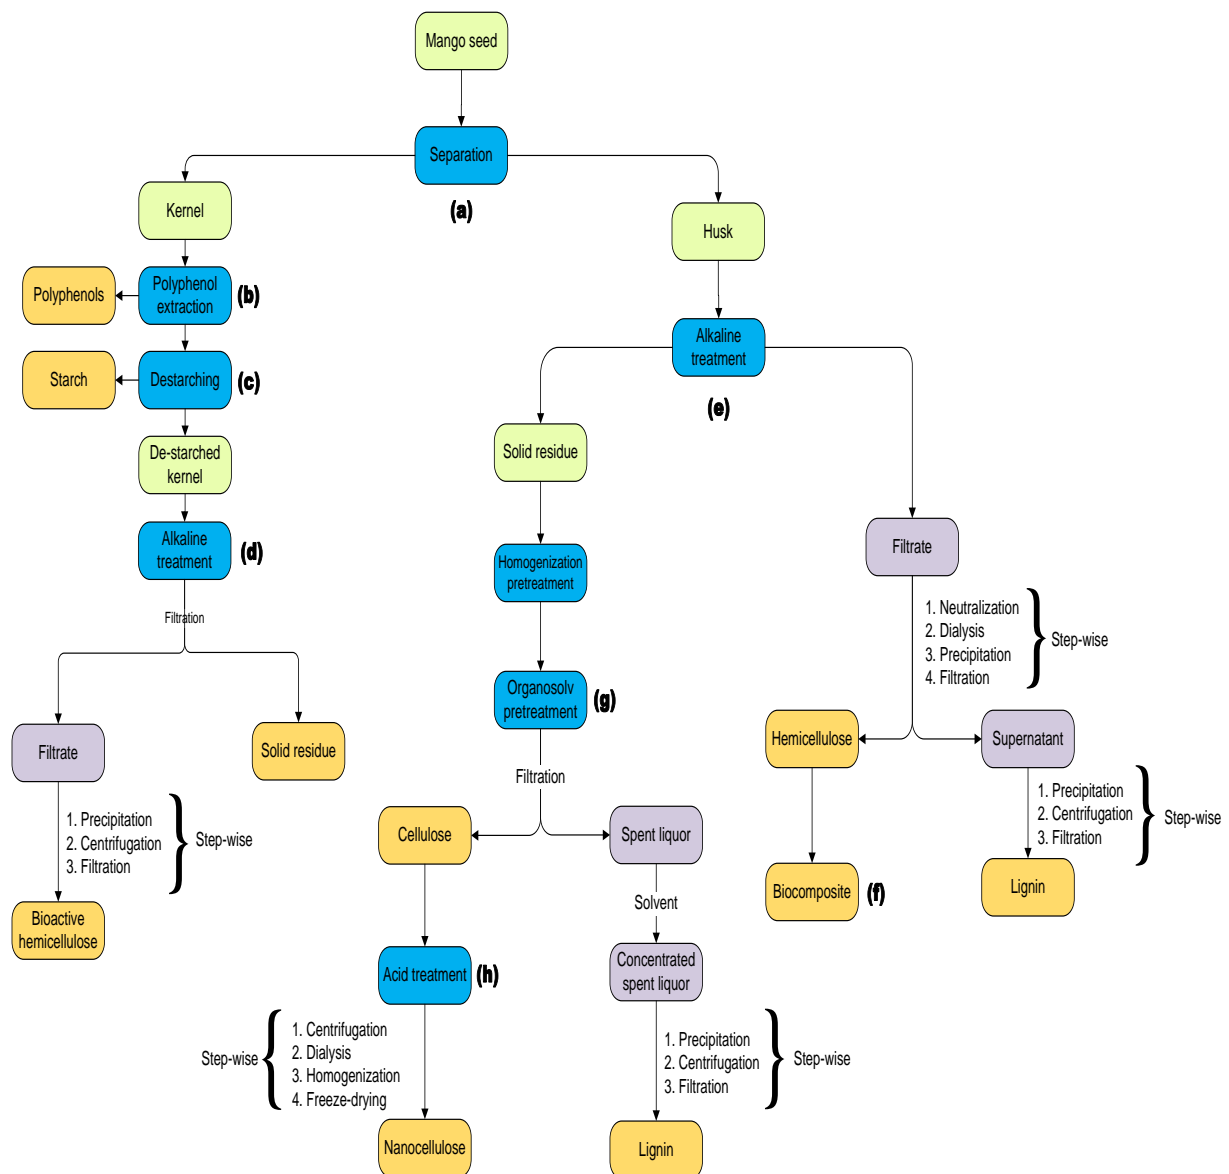 Mango seed
Separation
(a)
Kernel
Husk
Polyphenols
Polyphenol
extraction
(b)
Starch
Destarching
(c)
De-starched
kernel
Alkaline
treatment
(d)
Filtration
Filtrate
Solid residue
1. Precipitation
2. Centrifugation
3. Filtration
Step-wise
Bioactive
hemicellulose
Alkaline
treatment
(e)
Solid residue
Homogenization
pretreatment
Organosolv
pretreatment
(g)
Filtration
Cellulose
Spent liquor
Acid treatment
(h)
Step-wise
1. Centrifugation
2. Dialysis
3. Homogenization
4. Freeze-drying
Nanocellulose
Solvent
Concentrated
spent liquor
1. Precipitation
2. Centrifugation
3. Filtration
Step-wise
Lignin
Filtrate
1. Neutralization
2. Dialysis
3. Precipitation
4. Filtration
Step-wise
Hemicellulose
Supernatant
Biocomposite
(f)
1. Precipitation
2. Centrifugation
3. Filtration
Step-wise
Lignin